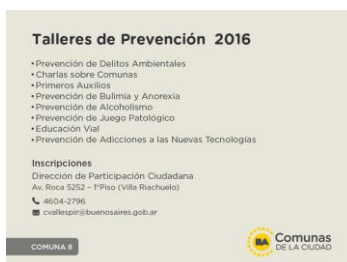 Talleres de Prevención 2016
• Prevención de Delitos Ambientales
• Charlas sobre Comunas
• Primeros Auxilios
• Prevención de Bulimia y Anorexia
• Prevención de Alcoholismo
• Prevención de Juego Patológico
• Educación Vial
• Prevención de Adicciones a las Nuevas Tecnologías
Inscripciones
Dirección de Participación Ciudadana
Av. Roca 5252 – 1°Piso (Villa Riachuelo)
4604-2796
cvallespir@buenosaires.gob.ar
COMUNA 8
BA
Comunas
DE LA CIUDAD